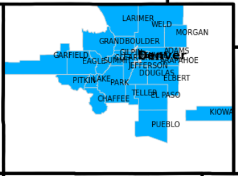 LARIMER
WELD
MORGAN
GRAND
BOULDER
Denver
ADAMS
GARFIELD
EAGLE
SUMMIT
JEFFERSON
DOUGLAS
PITKIN
LAKE
PARK
ELBERT
TELLER
EL PASO
CHAFFEE
KIOWA
PUEBLO